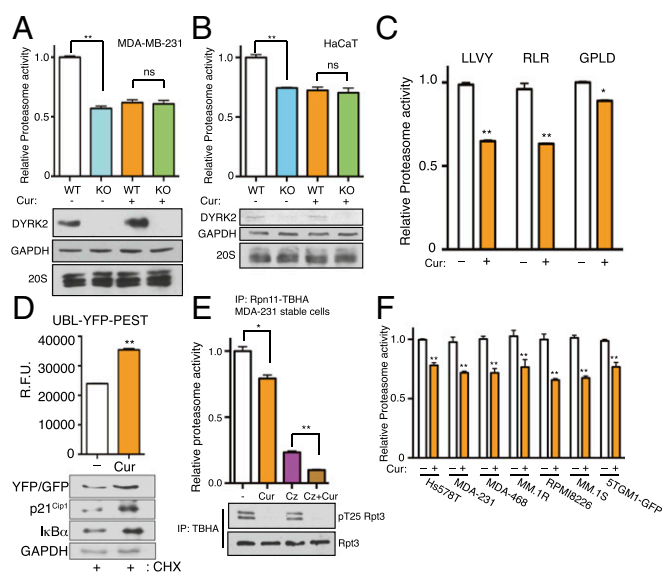 A
MDA-MB-231
Relative Proteasome activity
1.0
0.5
0
**
ns
WT KO WT KO
Cur: - - + +
DYRK2
GAPDH
20S
B
HaCaT
Relative Proteasome activity
1.0
0.5
0
**
ns
WT KO WT KO
Cur: - - + +
DYRK2
GAPDH
20S
C
LLVY RLR GPLD
Relative Proteasome activity
1.0
0.5
0
** ** *
Cur: – + – + – +
D
UBL-YFP-PEST
R.F.U.
40000
30000
20000
10000
0
**
– Cur
YFP/GFP
p21Cip1
IκBα
GAPDH
+ + : CHX
E
IP: Rpn11-TBHA
MDA-231 stable cells
Relative proteasome activity
1.0
0.5
0
*
**
- Cur Cz Cz+Cur
IP: TBHA
pT25 Rpt3
Rpt3
F
Relative Proteasome activity
1.0
0.5
0
** ** ** ** ** ** **
Cur: – + – + – + – + – + – + – +
Hs578T
MDA-231
MDA-468
MM.1R
RPMI8226
MM.1S
5TGM1-GFP